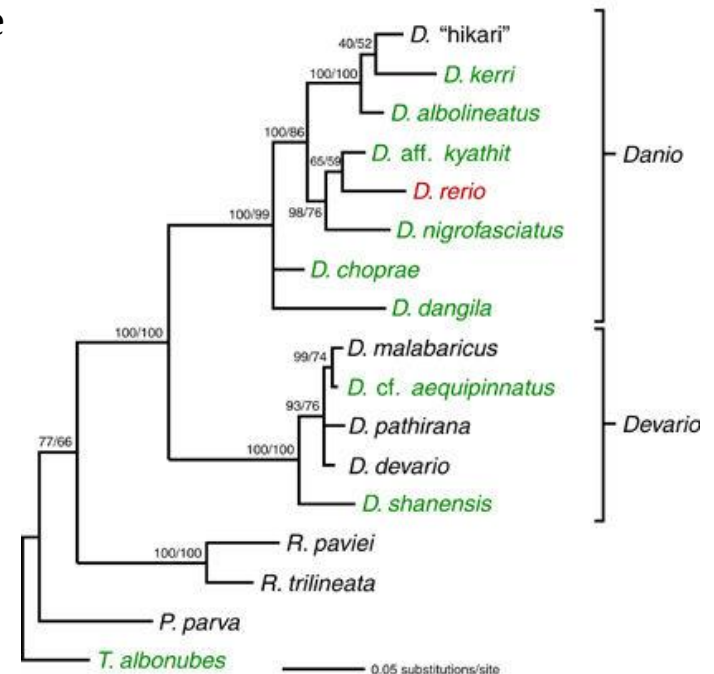 e
40/52
D. "hikari"
D. kerri
100/100
D. albolineatus
100/86
D. aff. kyathit
65/59
D. rerio
98/76
D. nigrofasciatus
100/99
D. choprae
D. dangila
Danio
100/100
D. malabaricus
99/74
D. cf. aequipinnatus
93/76
D. pathirana
D. devario
100/100
D. shanensis
Devario
77/66
R. paviei
100/100
R. trilineata
P. parva
T. albonubes
0.05 substitutions/site